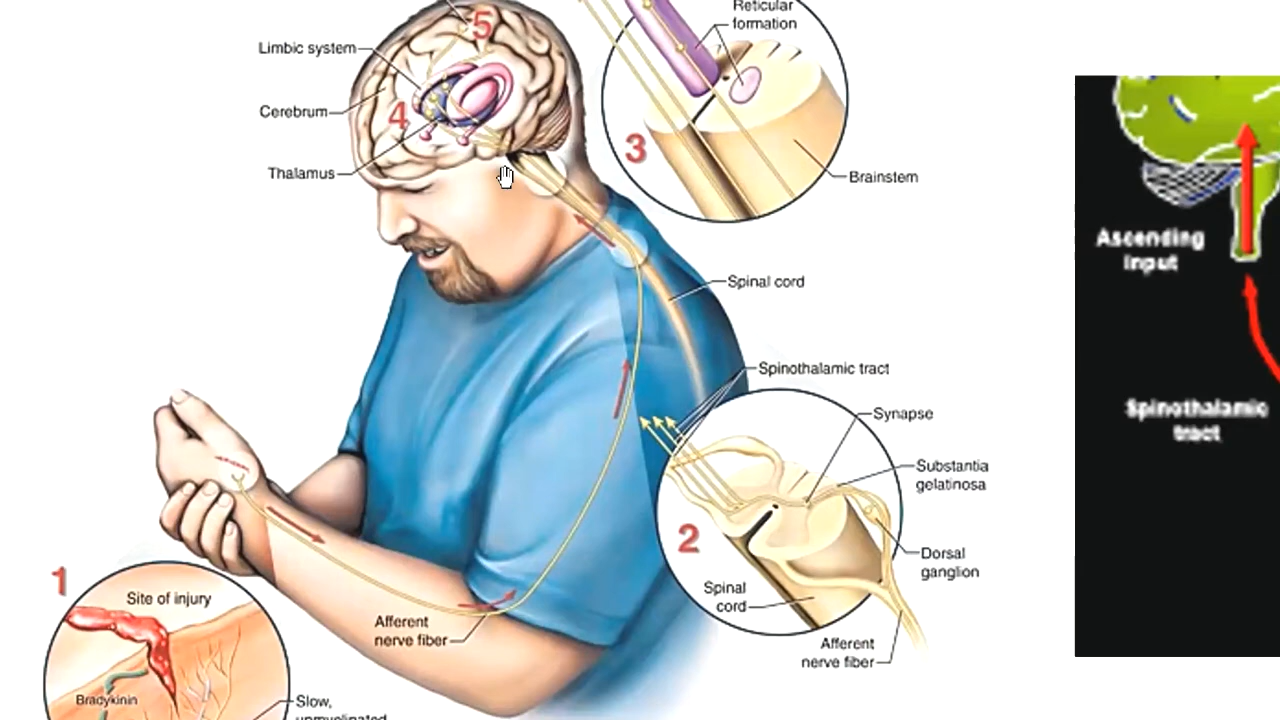 Reticular
formation
5
Limbic system
Cerebrum
4
Thalamus
3
Brainstem
Ascending
Input
Spinal cord
Spinothalamic tract
Synapse
Spinothalamic
tract
Substantia
gelatinosa
2
Dorsal
ganglion
Spinal
cord
Afferent
nerve fiber
1
Site of injury
Afferent
nerve fiber
Bradykinin
Slow,
unmyelinated